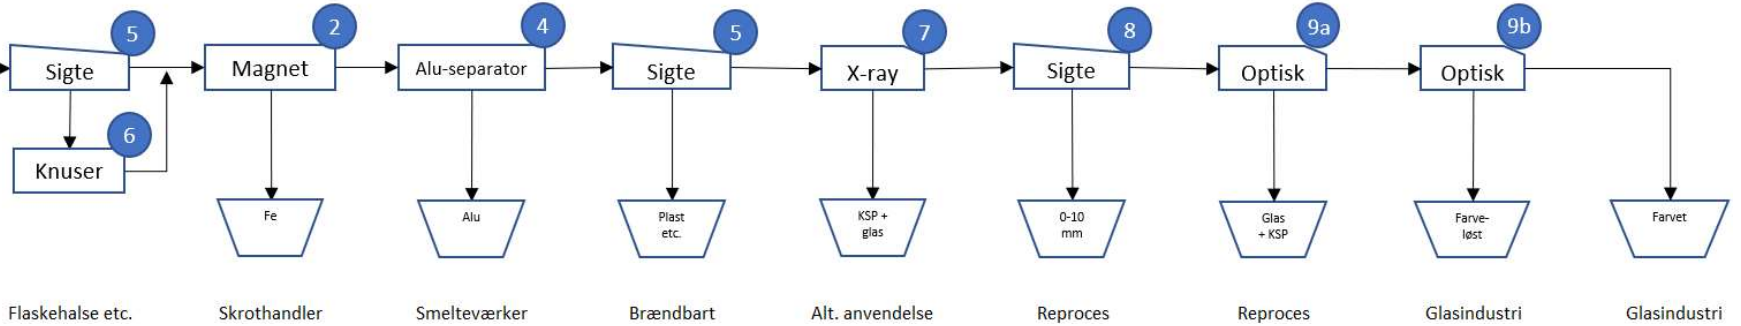 5
2
4
5
7
8
9a
9b
Sigte
Magnet
Alu-separator
Sigte
X-ray
Sigte
Optisk
Optisk
6
Knuser
Fe
Alu
Plast
etc.
KSP +
glas
0-10
mm
Glas
+ KSP
Farve-
løst
Farvet
Flaskehalse etc.
Skrothandler
Smelteværker
Brændbart
Alt. anvendelse
Reproces
Reproces
Glasindustri
Glasindustri